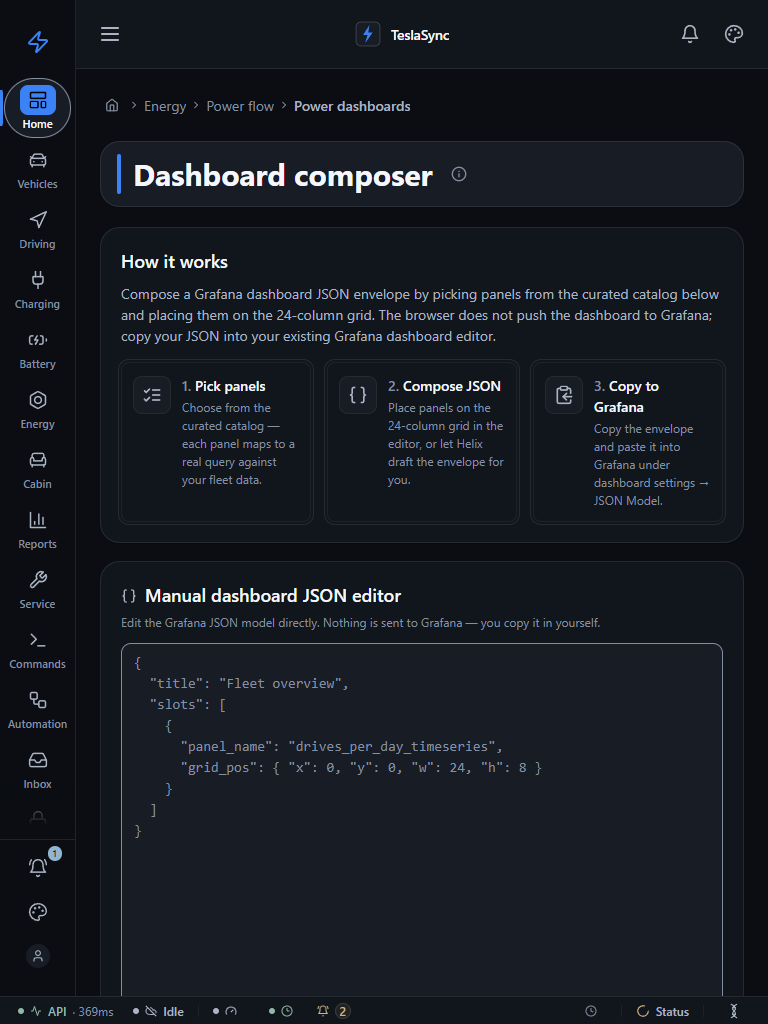 TeslaSync
Home
Vehicles
Driving
Charging
Battery
Energy
Cabin
Reports
Service
Commands
Automation
Inbox
1
Energy > Power flow > Power dashboards
Dashboard composer
How it works
Compose a Grafana dashboard JSON envelope by picking panels from the curated catalog below
and placing them on the 24-column grid. The browser does not push the dashboard to Grafana;
copy your JSON into your existing Grafana dashboard editor.
1. Pick panels
Choose from the
curated catalog —
each panel maps to a
real query against
your fleet data.
2. Compose JSON
Place panels on the
24-column grid in the
editor, or let Helix
draft the envelope for
you.
3. Copy to
Grafana
Copy the envelope
and paste it into
Grafana under
dashboard settings →
JSON Model.
Manual dashboard JSON editor
Edit the Grafana JSON model directly. Nothing is sent to Grafana — you copy it in yourself.
{
  "title": "Fleet overview",
  "slots": [
    {
      "panel_name": "drives_per_day_timeseries",
      "grid_pos": { "x": 0, "y": 0, "w": 24, "h": 8 }
    }
  ]
}
API · 369ms Idle 2 Status